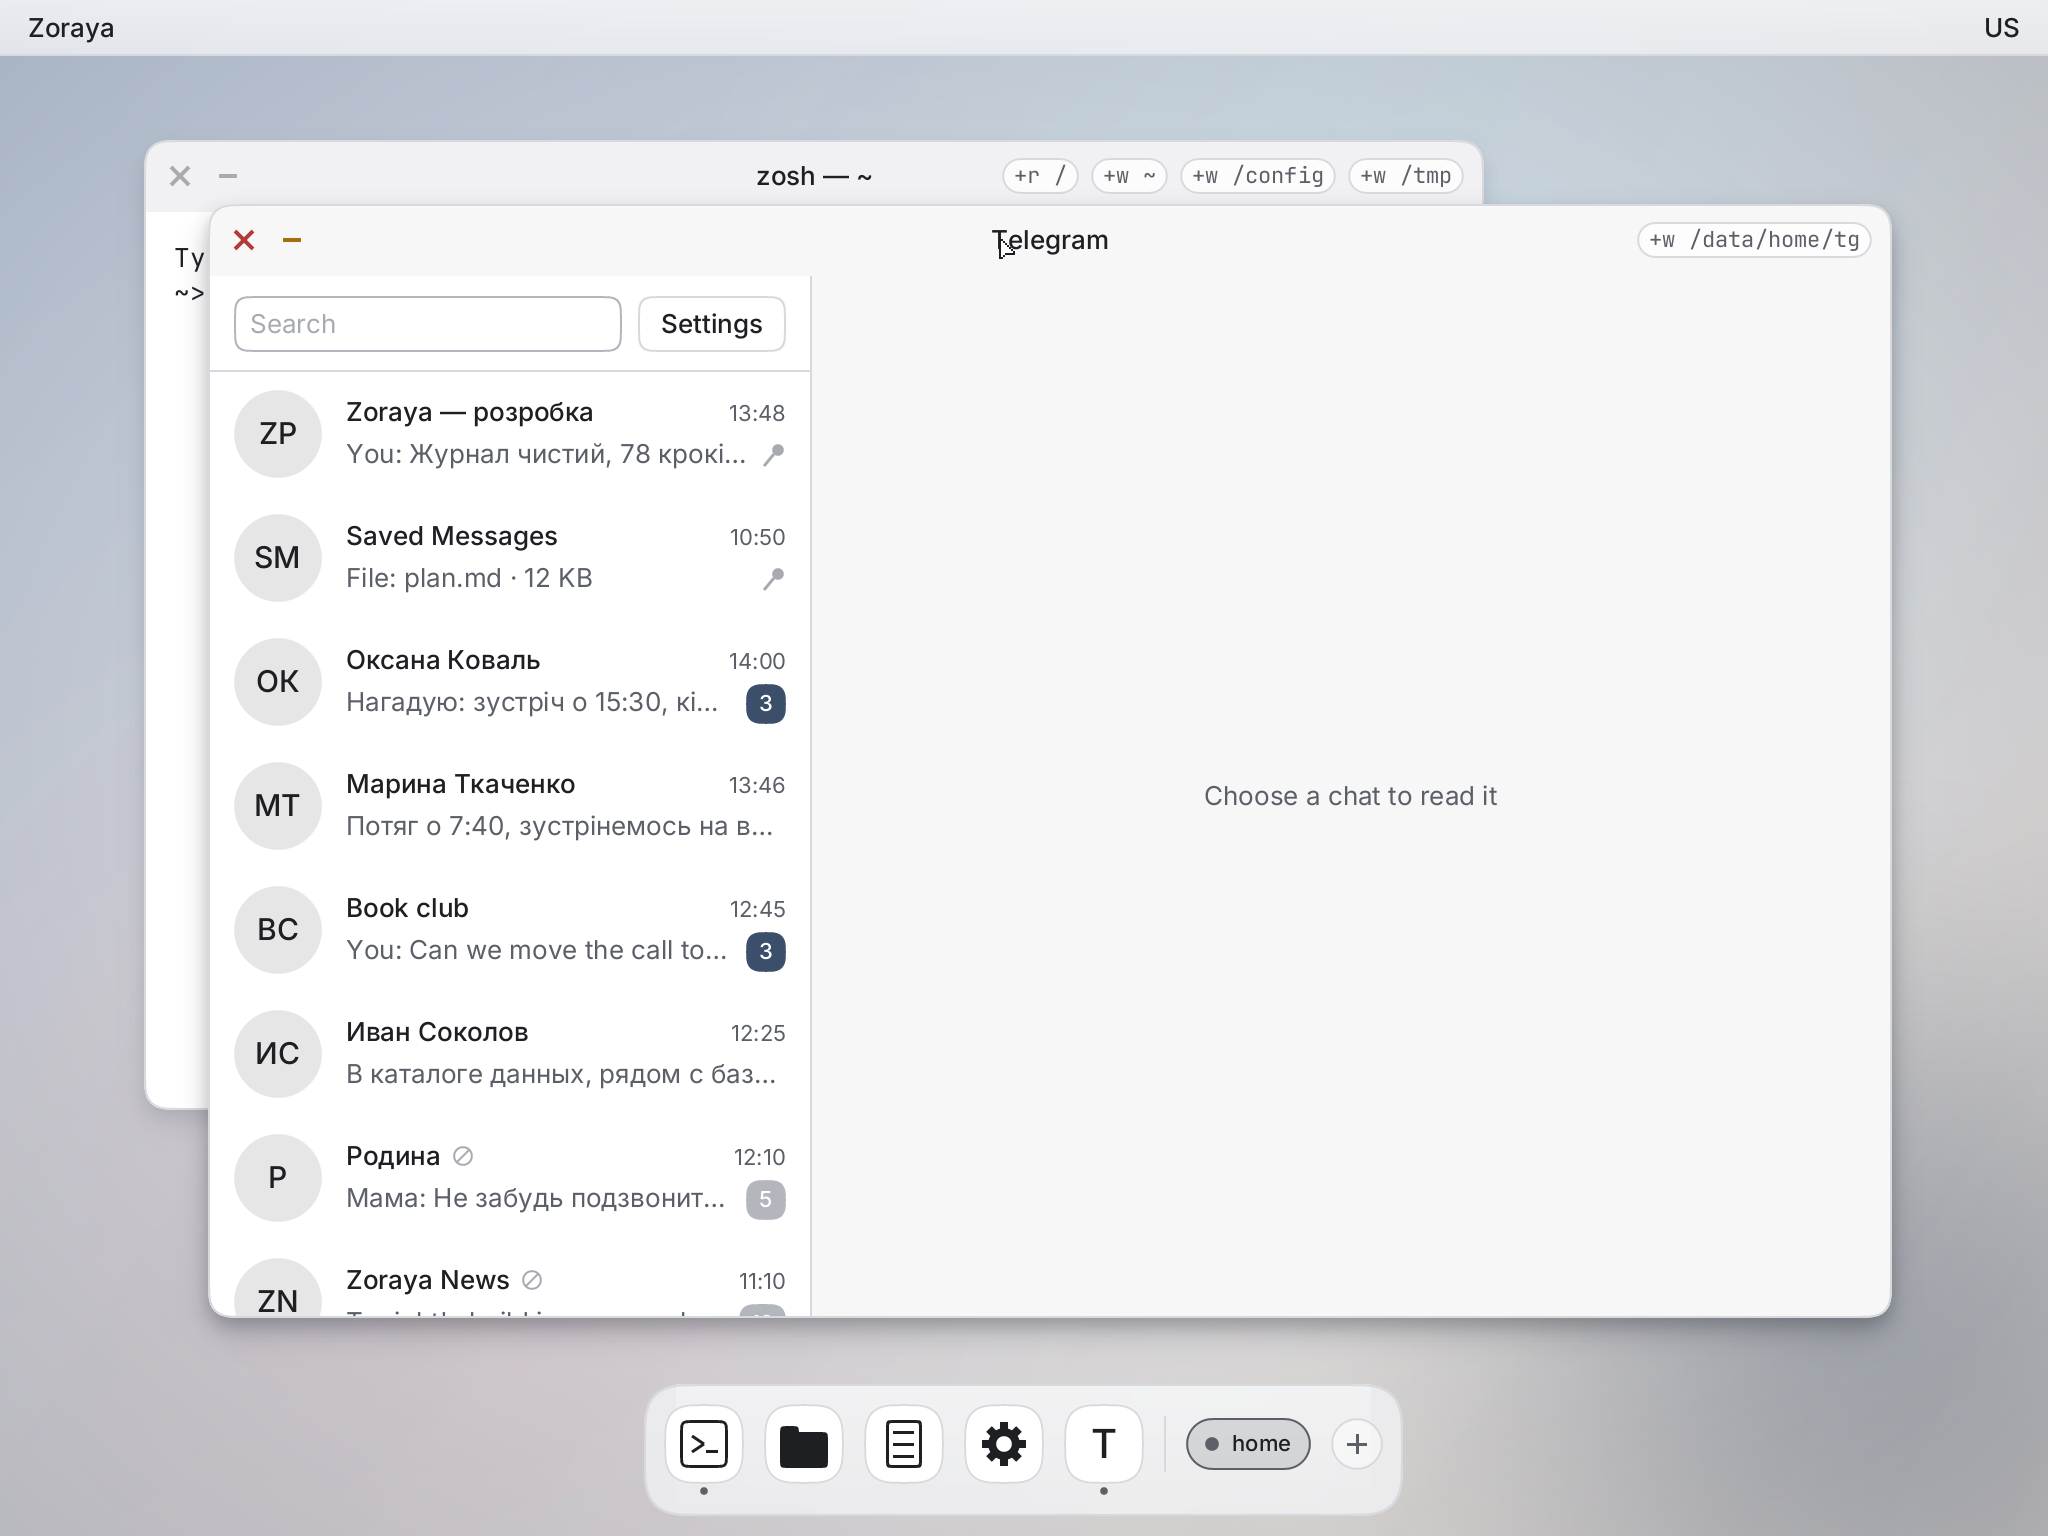 Zoraya
US
zosh — ~
+r /
+w ~
+w /config
+w /tmp
Ty
~>
Telegram
+w /data/home/tg
Search
Settings
ZP
Zoraya — розробка
13:48
You: Журнал чистий, 78 крокі...
SM
Saved Messages
10:50
File: plan.md · 12 KB
ОК
Оксана Коваль
14:00
Нагадую: зустріч о 15:30, кі...
3
МТ
Марина Ткаченко
13:46
Потяг о 7:40, зустрінемось на в...
BC
Book club
12:45
You: Can we move the call to...
3
ИС
Иван Соколов
12:25
В каталоге данных, рядом с баз...
Р
Родина
12:10
Мама: Не забудь подзвонит...
5
ZN
Zoraya News
11:10
Choose a chat to read it
>_
T
home
+